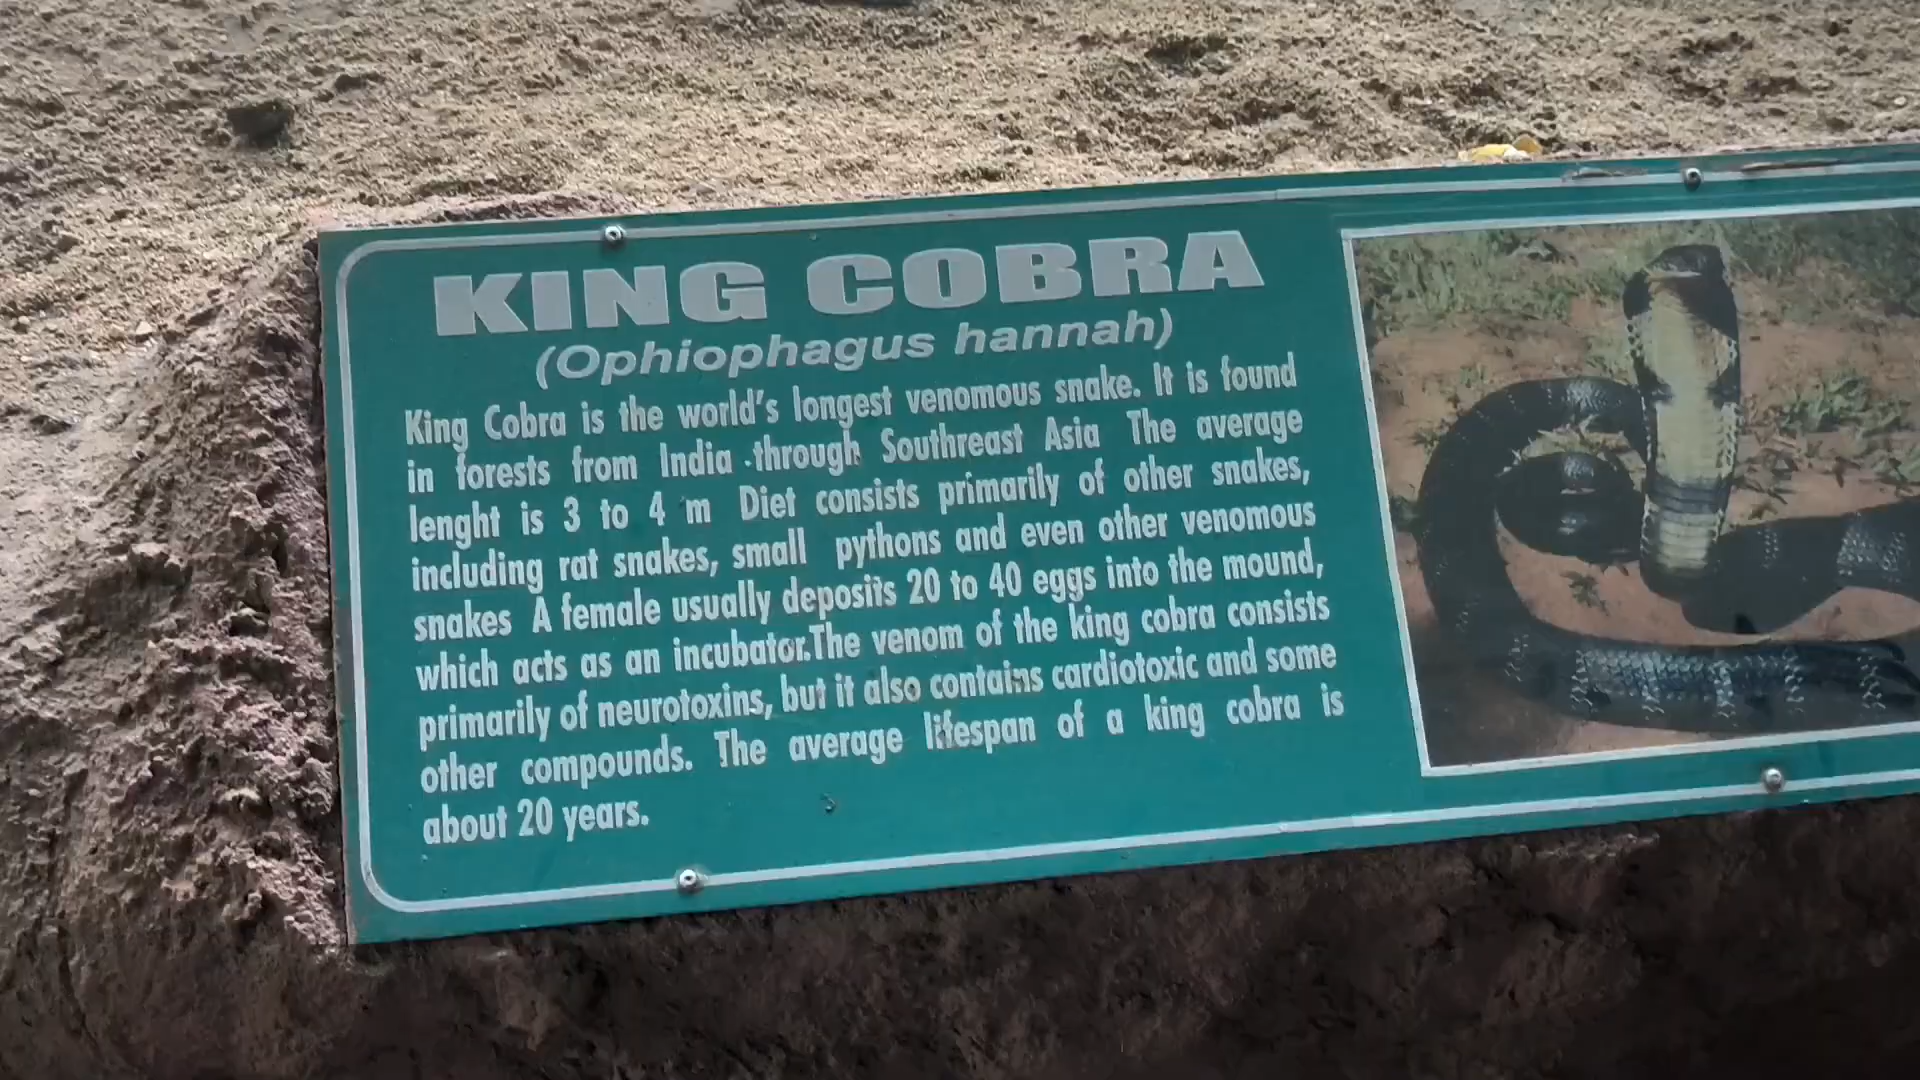 KING COBRA
(Ophiophagus hannah)
King Cobra is the world's longest venomous snake. It is found
in forests from India through Southreast Asia The average
lenght is 3 to 4 m Diet consists primarily of other snakes,
including rat snakes, small pythons and even other venomous
snakes A female usually deposits 20 to 40 eggs into the mound,
which acts as an incubator.The venom of the king cobra consists
primarily of neurotoxins, but it also contains cardiotoxic and some
other compounds. The average lifespan of a king cobra is
about 20 years.